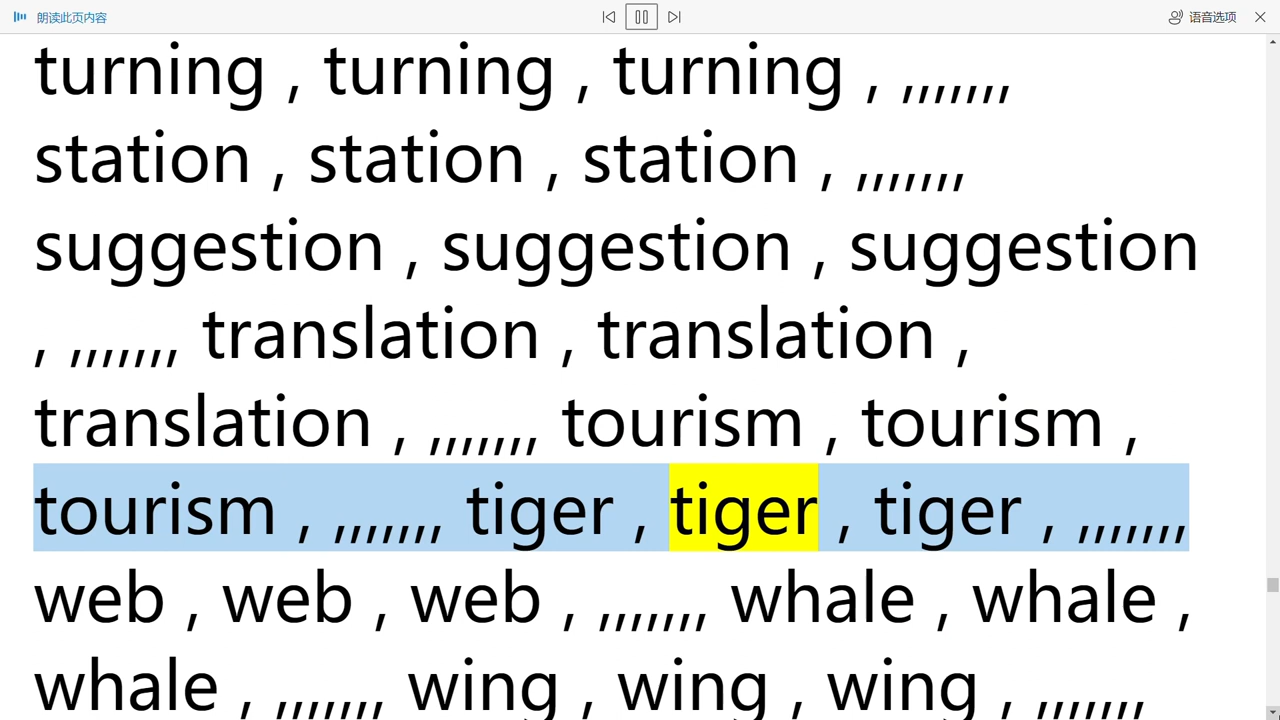 朗读此页内容
语音选项
turning , turning , turning , ,,,,,,,
station , station , station , ,,,,,,,
suggestion , suggestion , suggestion
, ,,,,,,, translation , translation ,
translation , ,,,,,,, tourism , tourism ,
tourism , ,,,,,,, tiger , tiger , tiger , ,,,,,,,
web , web , web , ,,,,,,, whale , whale ,
whale , ,,,,,,, wing , wing , wing , ,,,,,,,